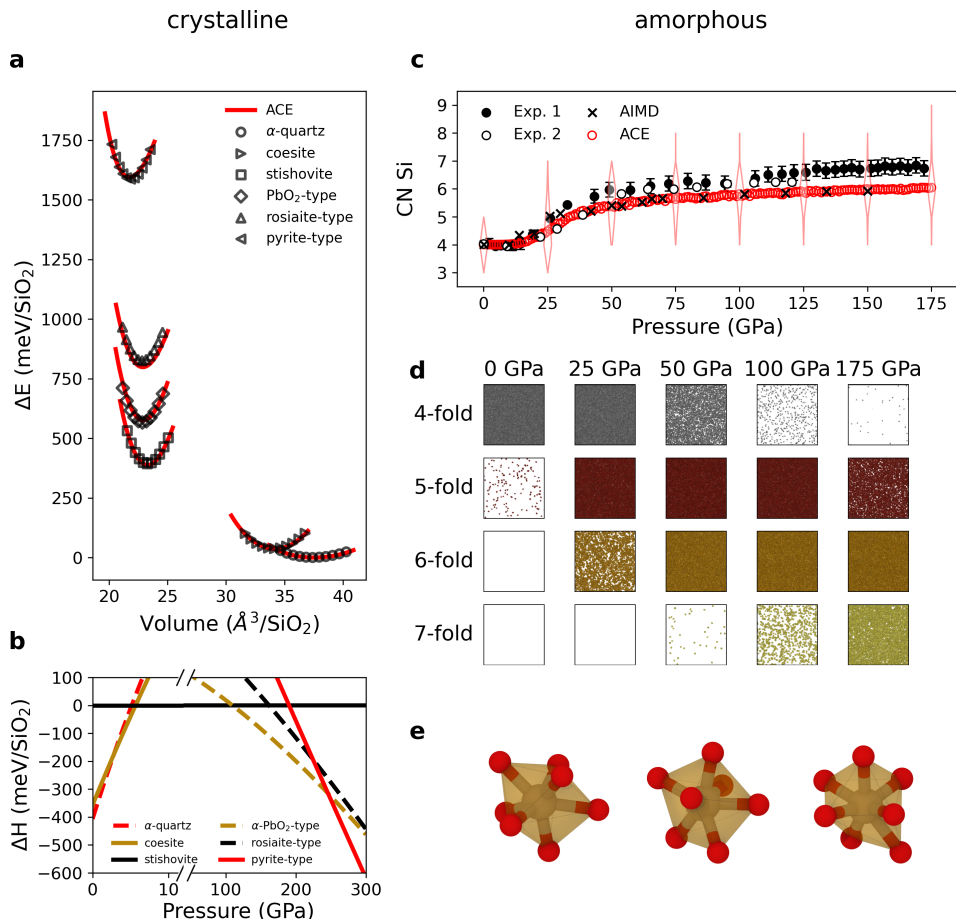 crystalline
amorphous
a
1750
1500
1250
1000
750
500
250
0
ΔE (meV/SiO₂)
20
25
30
35
40
Volume (Å³/SiO₂)
ACE
α-quartz
coesite
stishovite
PbO₂-type
rosiaite-type
pyrite-type
b
100
0
−100
−200
−300
−400
−500
−600
ΔH (meV/SiO₂)
α-quartz
coesite
stishovite
α-PbO₂-type
rosiaite-type
pyrite-type
0
10
100
200
300
Pressure (GPa)
c
9
8
7
6
5
4
3
CN Si
Exp. 1
Exp. 2
AIMD
ACE
0
25
50
75
100
125
150
175
Pressure (GPa)
d
0 GPa
25 GPa
50 GPa
100 GPa
175 GPa
4-fold
5-fold
6-fold
7-fold
e